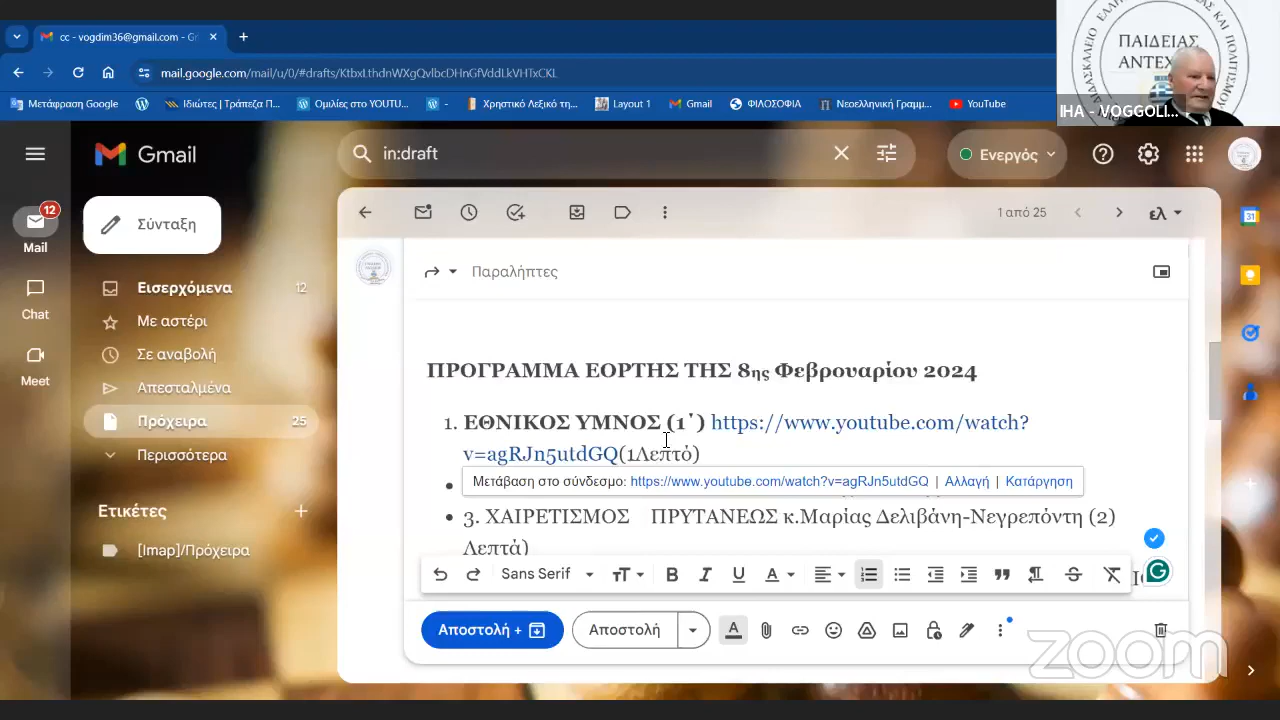 cc - vogdim36@gmail.com - G
mail.google.com/mail/u/0/#drafts/KtbxLthdnWXgQvlbcDHnGfVddLkVHTxCKL
Μετάφραση Google
Ιδιώτες | Τράπεζα Π...
Ομιλίες στο YOUTU...
-
Χρηστικό Λεξικό τη...
Layout 1
Gmail
ΦΙΛΟΣΟΦΙΑ
Νεοελληνική Γραμμ...
YouTube
ΠΑΙΔΕΙΑΣ
ΑΝΤΕΧ
IHA - VOGGOLI...
Gmail
in:draft
Ενεργός
12
Mail
Chat
Meet
Σύνταξη
Εισερχόμενα 12
Με αστέρι
Σε αναβολή
Απεσταλμένα
Πρόχειρα 25
Περισσότερα
Ετικέτες
[Imap]/Πρόχειρα
1 από 25
ελ
Παραλήπτες
ΠΡΟΓΡΑΜΜΑ ΕΟΡΤΗΣ ΤΗΣ 8ης Φεβρουαρίου 2024
1. ΕΘΝΙΚΟΣ ΥΜΝΟΣ (1΄) https://www.youtube.com/watch?
v=agRJn5utdGQ(1Λεπτό)
Μετάβαση στο σύνδεσμο: https://www.youtube.com/watch?v=agRJn5utdGQ | Αλλαγή | Κατάργηση
3. ΧΑΙΡΕΤΙΣΜΟΣ ΠΡΥΤΑΝΕΩΣ κ.Μαρίας Δελιβάνη-Νεγρεπόντη (2)
Λεπτά)
Sans Serif
Αποστολή +
Αποστολή
zoom